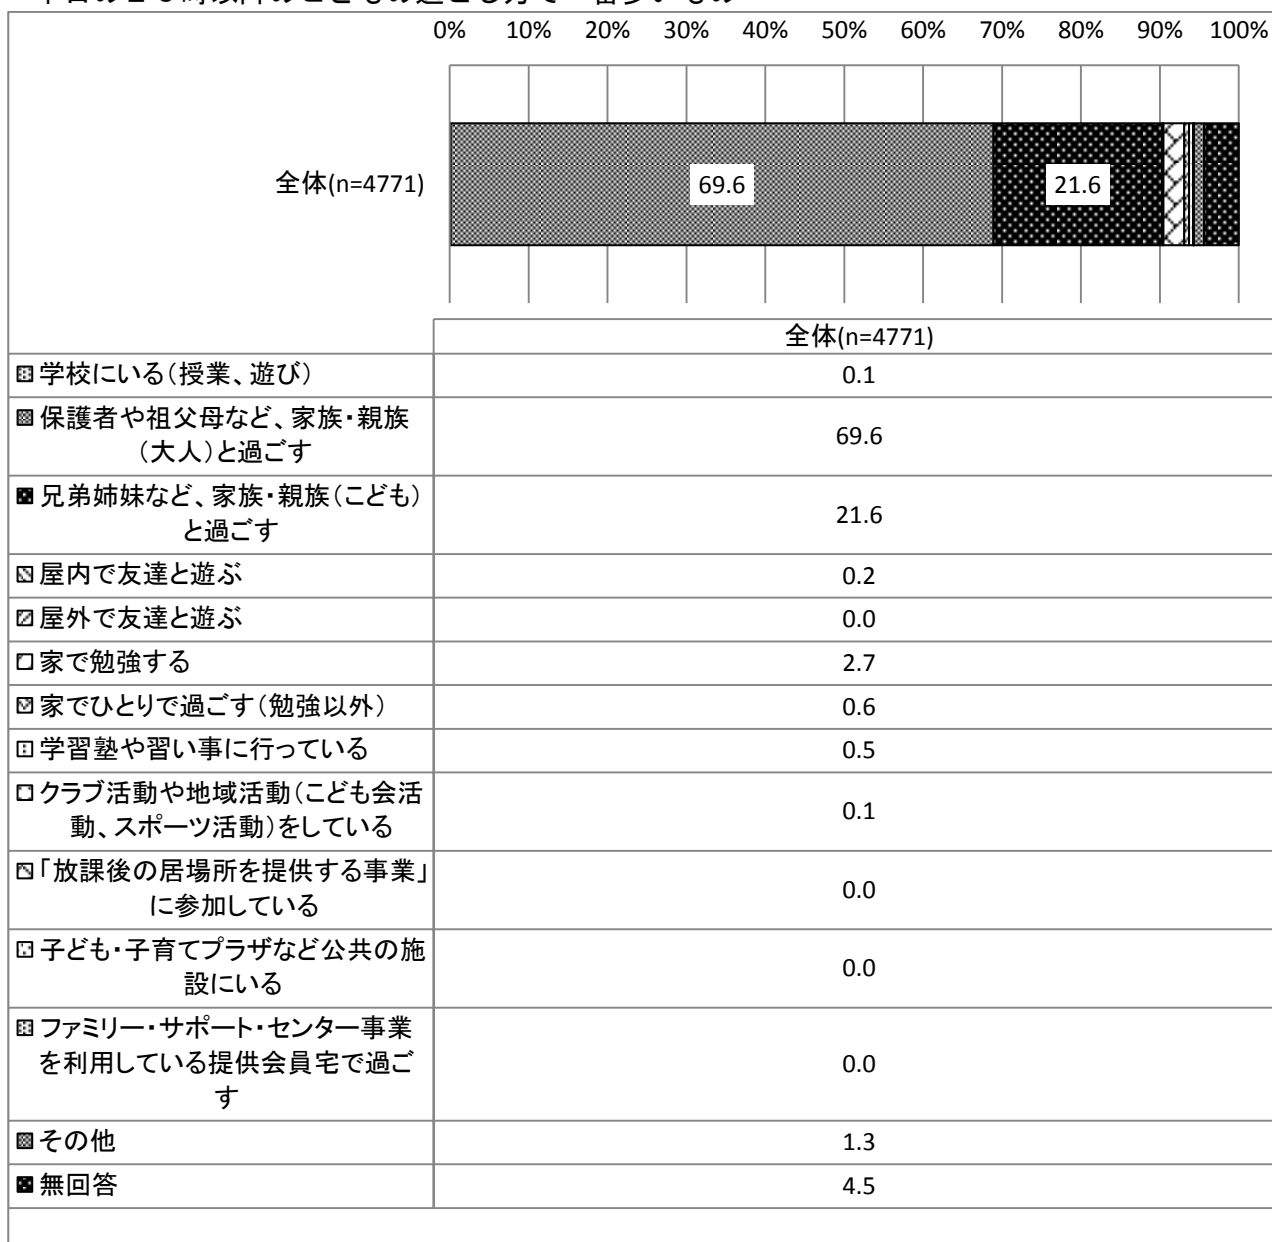 0% 10% 20% 30% 40% 50% 60% 70% 80% 90% 100%
全体(n=4771)
69.6
21.6
全体(n=4771)
学校にいる(授業、遊び)
0.1
保護者や祖父母など、家族・親族
(大人)と過ごす
69.6
兄弟姉妹など、家族・親族(こども)
と過ごす
21.6
屋内で友達と遊ぶ
0.2
屋外で友達と遊ぶ
0.0
家で勉強する
2.7
家でひとりで過ごす(勉強以外)
0.6
学習塾や習い事に行っている
0.5
クラブ活動や地域活動(こども会活
動、スポーツ活動)をしている
0.1
「放課後の居場所を提供する事業」
に参加している
0.0
子ども・子育てプラザなど公共の施
設にいる
0.0
ファミリー・サポート・センター事業
を利用している提供会員宅で過ご
す
0.0
その他
1.3
無回答
4.5